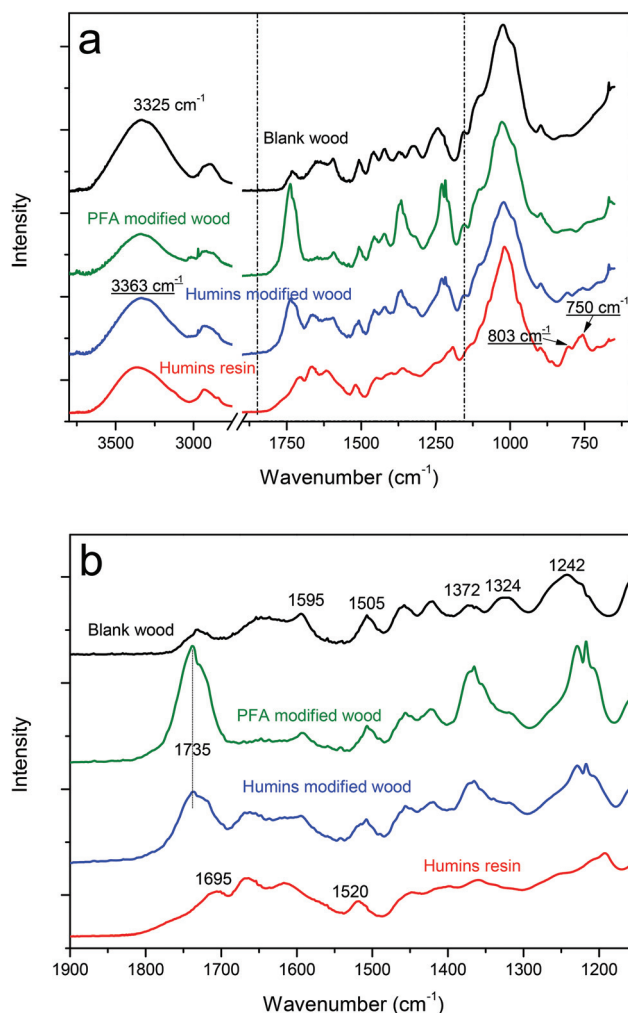 a
3325 cm⁻¹
Blank wood
PFA modified wood
3363 cm⁻¹
Humins modified wood
750 cm⁻¹
803 cm⁻¹
Humins resin
Intensity
3500 3000 1750 1500 1250 1000 750
Wavenumber (cm⁻¹)
b
1242
1595 1505 1372 1324
Blank wood
PFA modified wood
1735
Humins modified wood
Humins resin
1695 1520
Intensity
1900 1800 1700 1600 1500 1400 1300 1200
Wavenumber (cm⁻¹)